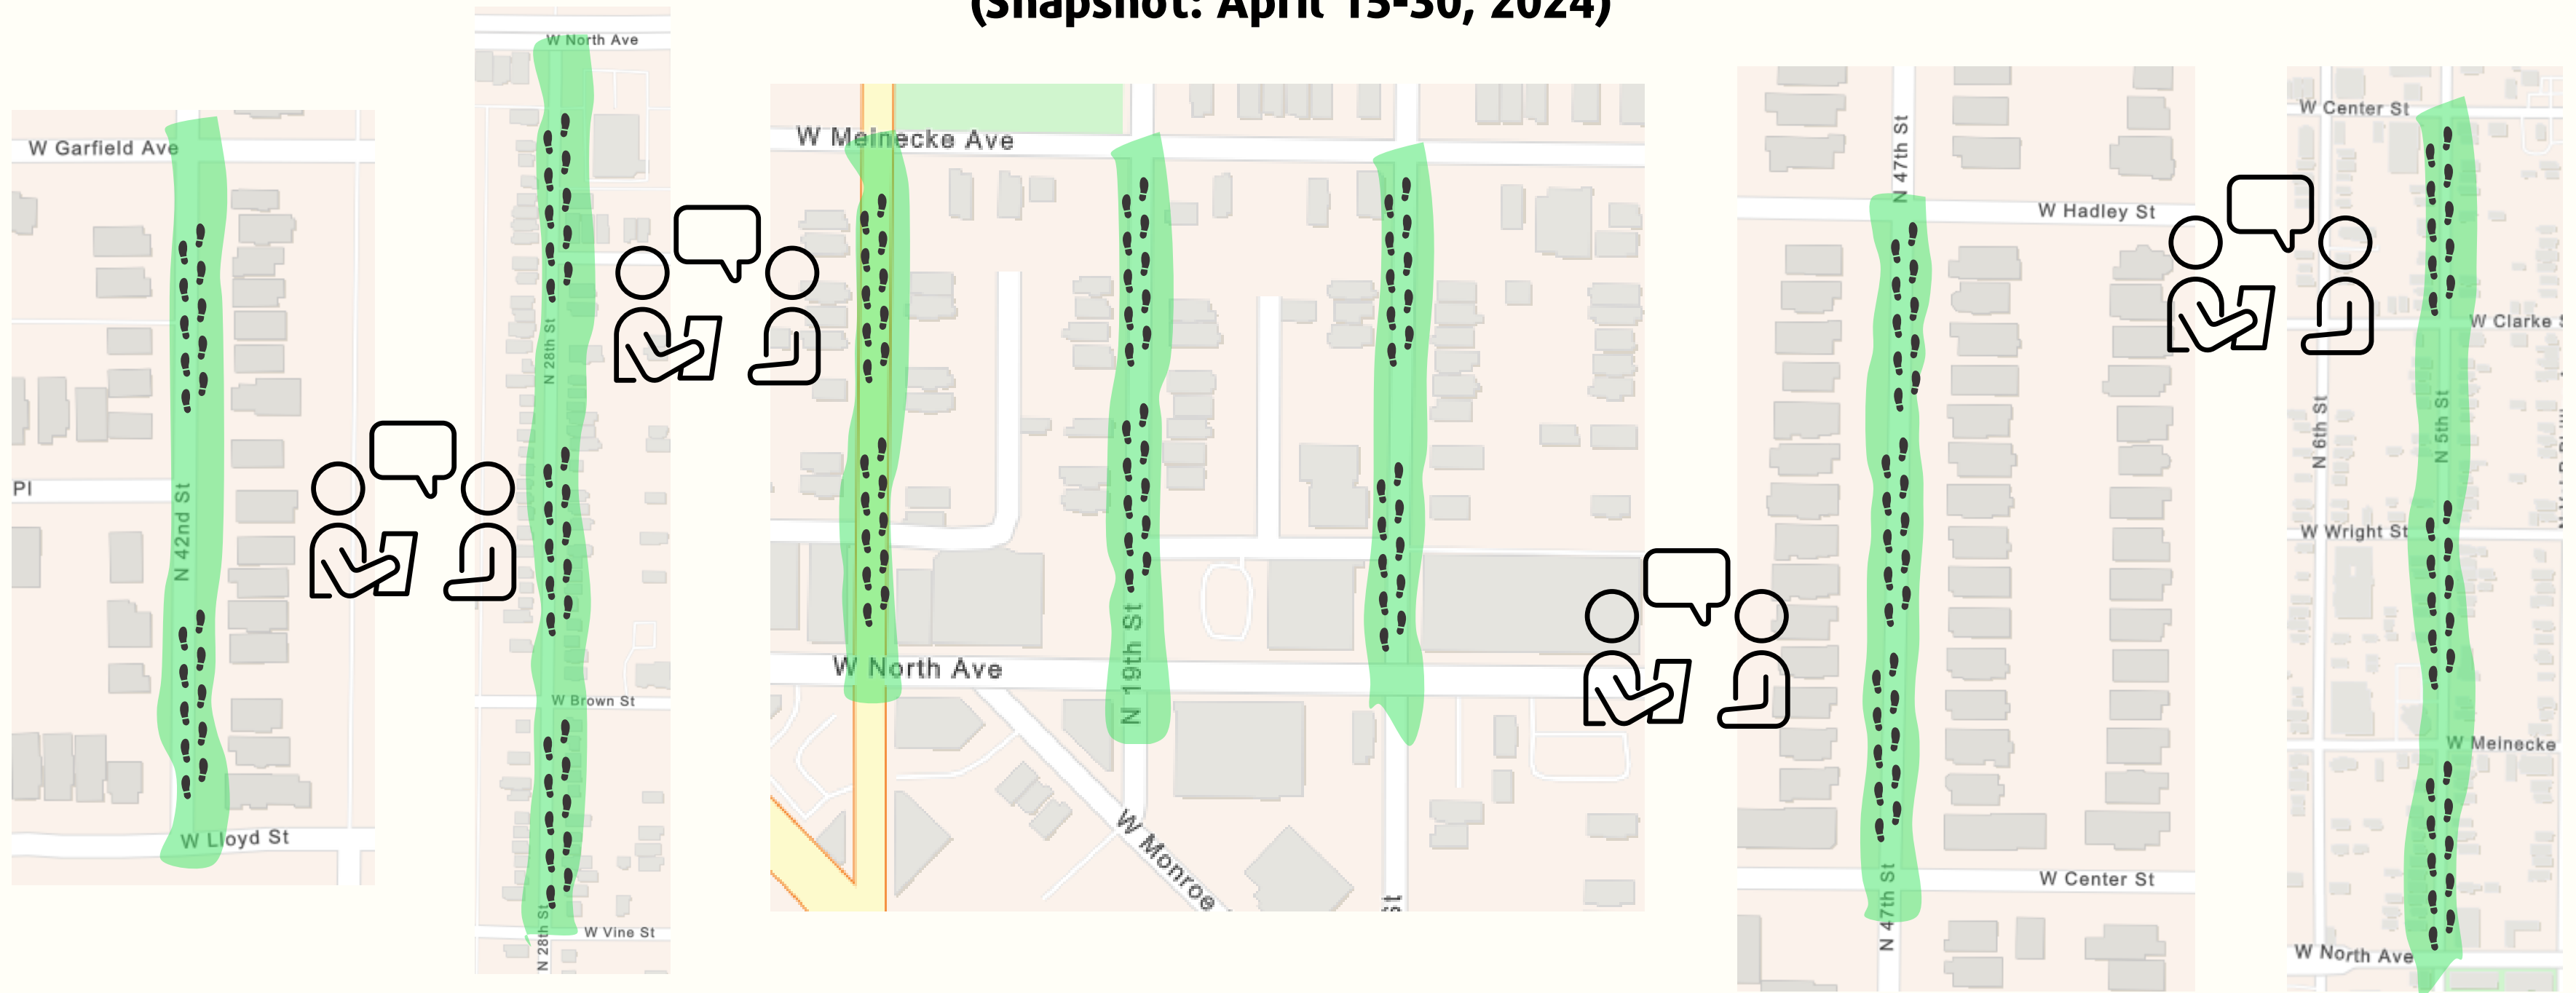 (Snapshot: April 15-30, 2024)
W Garfield Ave
Pl
N 42nd St
W Lloyd St
W North Ave
N 28th St
W Brown St
W Vine St
N 28th St
W Meinecke Ave
W North Ave
N 19th St
W Monroe
St
N 47th St
W Hadley St
W Center St
N 47th St
W Center St
W Clarke S
N 6th St
N 5th St
W Wright St
W Meinecke
W North Ave